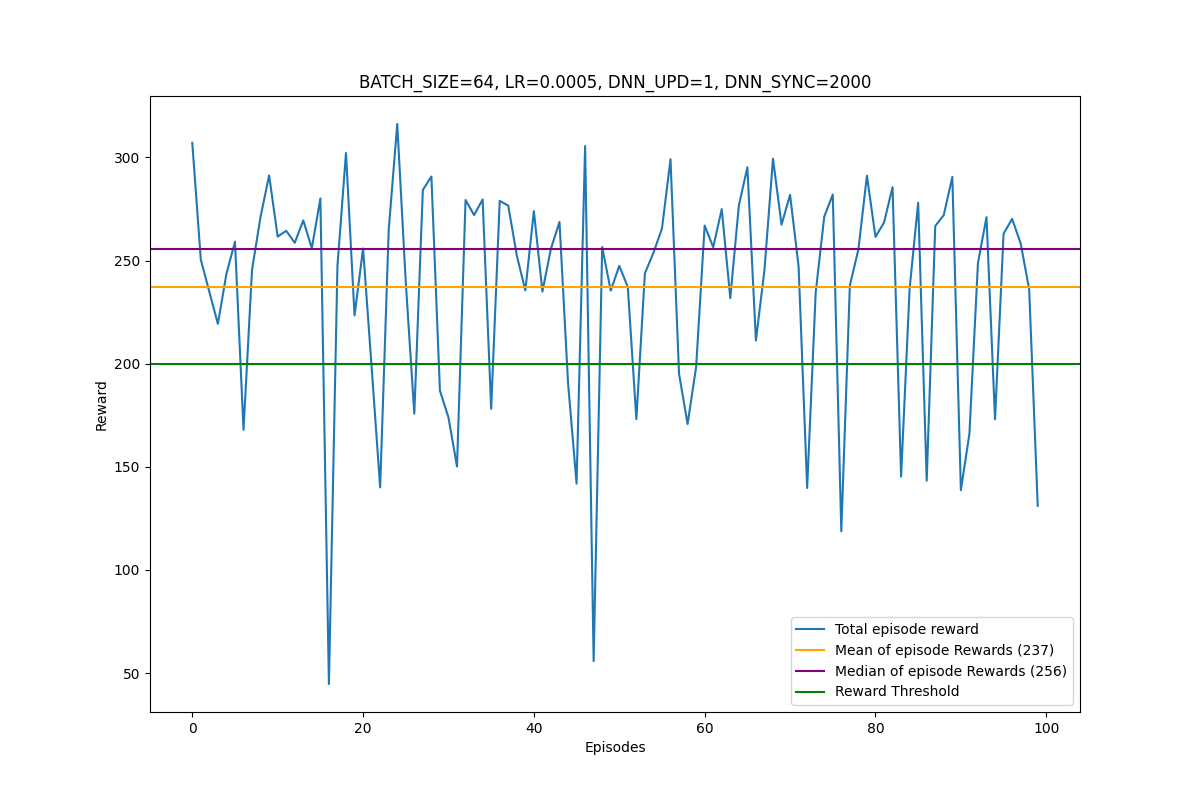 BATCH_SIZE=64, LR=0.0005, DNN_UPD=1, DNN_SYNC=2000
300
250
200
150
100
50
Reward
0
20
40
60
80
100
Episodes
Total episode reward
Mean of episode Rewards (237)
Median of episode Rewards (256)
Reward Threshold